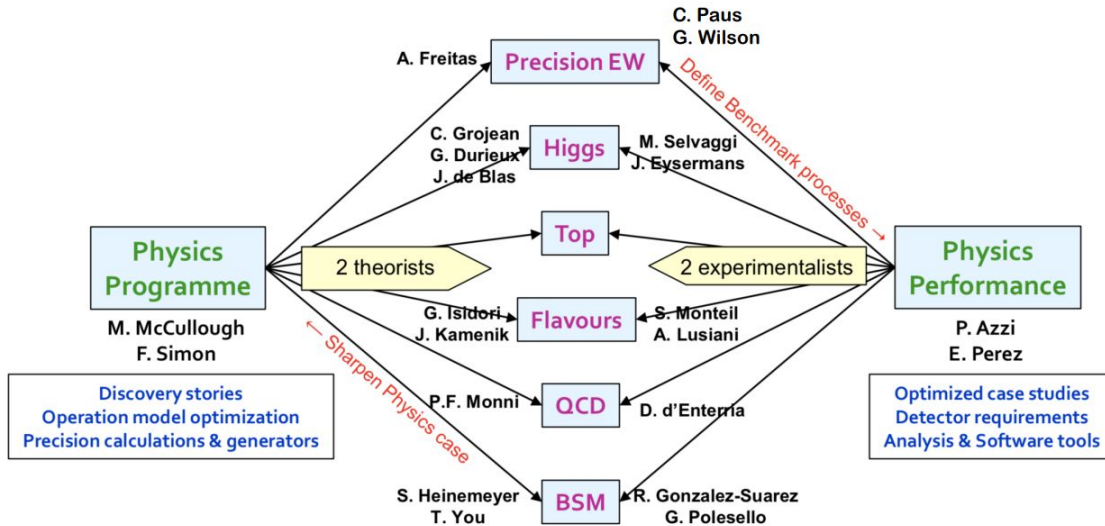 C. Paus
G. Wilson
A. Freitas
Precision EW
Define Benchmark processes →
C. Grojean
G. Durieux
J. de Blas
Higgs
M. Selvaggi
J. Eysermans
Top
Physics
Programme
2 theorists
2 experimentalists
Physics
Performance
M. McCullough
F. Simon
G. Isidori
J. Kamenik
Flavours
S. Monteil
A. Lusiani
P. Azzi
E. Perez
← Sharpen Physics case
Discovery stories
Operation model optimization
Precision calculations & generators
P.F. Monni
QCD
D. d'Enterria
Optimized case studies
Detector requirements
Analysis & Software tools
S. Heinemeyer
T. You
BSM
R. Gonzalez-Suarez
G. Polesello